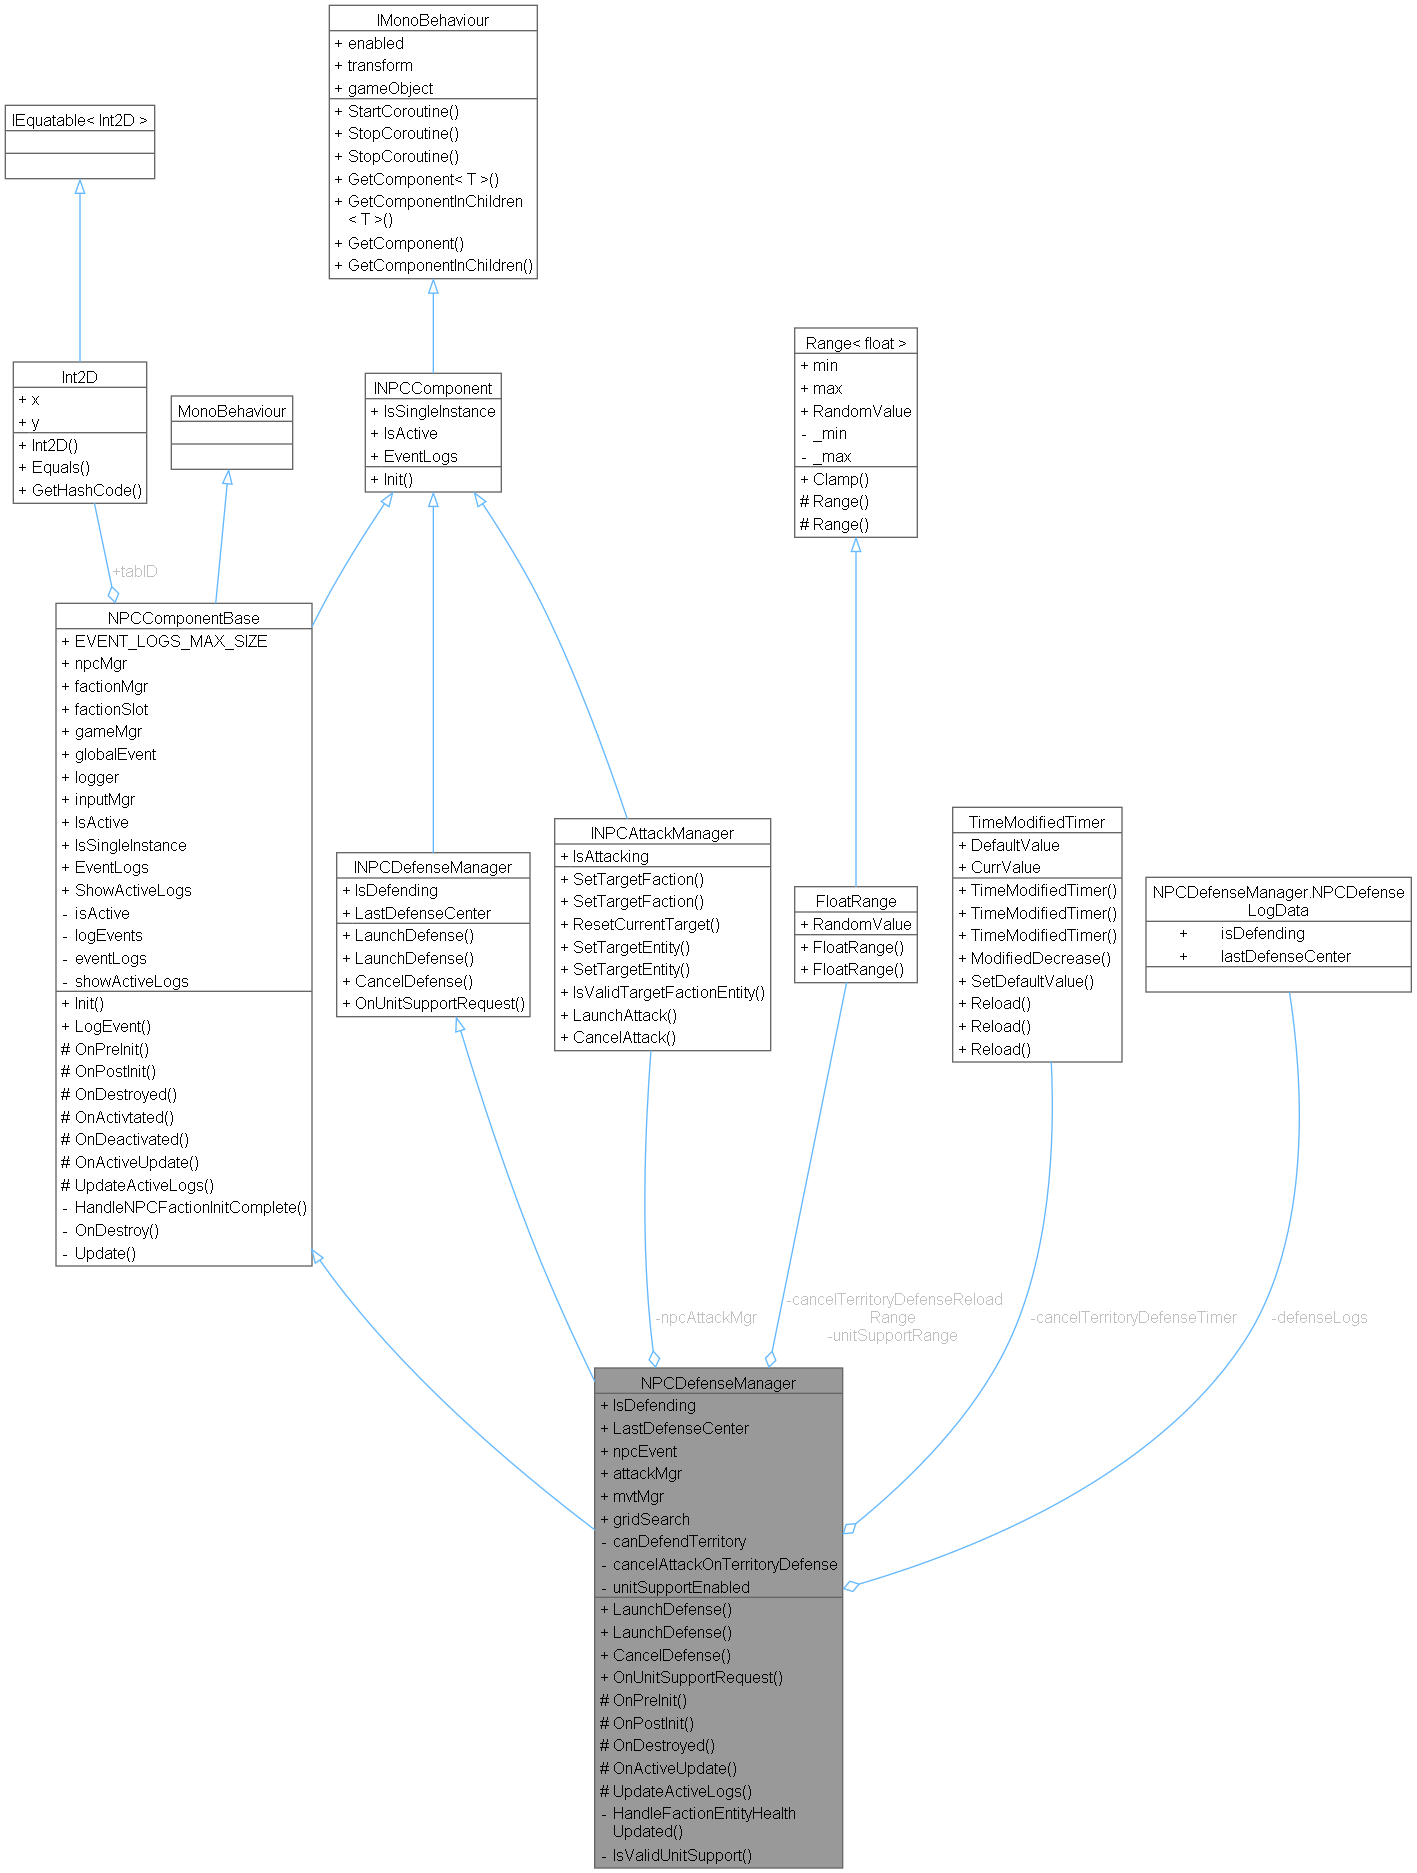 IMonoBehaviour
+ enabled
+ transform
+ gameObject
+ StartCoroutine()
+ StopCoroutine()
+ StopCoroutine()
+ GetComponent< T >()
+ GetComponentInChildren
< T >()
+ GetComponent()
+ GetComponentInChildren()
IEquatable< Int2D >
Int2D
+ x
+ y
+ Int2D()
+ Equals()
+ GetHashCode()
MonoBehaviour
INPCComponent
+ IsSingleInstance
+ IsActive
+ EventLogs
+ Init()
Range< float >
+ min
+ max
+ RandomValue
- _min
- _max
+ Clamp()
# Range()
# Range()
+tabID
NPCComponentBase
+ EVENT_LOGS_MAX_SIZE
+ npcMgr
+ factionMgr
+ factionSlot
+ gameMgr
+ globalEvent
+ logger
+ inputMgr
+ IsActive
+ IsSingleInstance
+ EventLogs
+ ShowActiveLogs
- isActive
- logEvents
- eventLogs
- showActiveLogs
+ Init()
+ LogEvent()
# OnPreInit()
# OnPostInit()
# OnDestroyed()
# OnActivtated()
# OnDeactivated()
# OnActiveUpdate()
# UpdateActiveLogs()
- HandleNPCFactionInitComplete()
- OnDestroy()
- Update()
INPCDefenseManager
+ IsDefending
+ LastDefenseCenter
+ LaunchDefense()
+ LaunchDefense()
+ CancelDefense()
+ OnUnitSupportRequest()
INPCAttackManager
+ IsAttacking
+ SetTargetFaction()
+ SetTargetFaction()
+ ResetCurrentTarget()
+ SetTargetEntity()
+ SetTargetEntity()
+ IsValidTargetFactionEntity()
+ LaunchAttack()
+ CancelAttack()
FloatRange
+ RandomValue
+ FloatRange()
+ FloatRange()
TimeModifiedTimer
+ DefaultValue
+ CurrValue
+ TimeModifiedTimer()
+ TimeModifiedTimer()
+ TimeModifiedTimer()
+ ModifiedDecrease()
+ SetDefaultValue()
+ Reload()
+ Reload()
+ Reload()
NPCDefenseManager.NPCDefense
LogData
+ isDefending
+ lastDefenseCenter
-npcAttackMgr
-cancelTerritoryDefenseReload
Range
-unitSupportRange
-cancelTerritoryDefenseTimer
-defenseLogs
NPCDefenseManager
+ IsDefending
+ LastDefenseCenter
+ npcEvent
+ attackMgr
+ mvtMgr
+ gridSearch
- canDefendTerritory
- cancelAttackOnTerritoryDefense
- unitSupportEnabled
+ LaunchDefense()
+ LaunchDefense()
+ CancelDefense()
+ OnUnitSupportRequest()
# OnPreInit()
# OnPostInit()
# OnDestroyed()
# OnActiveUpdate()
# UpdateActiveLogs()
- HandleFactionEntityHealth
Updated()
- IsValidUnitSupport()